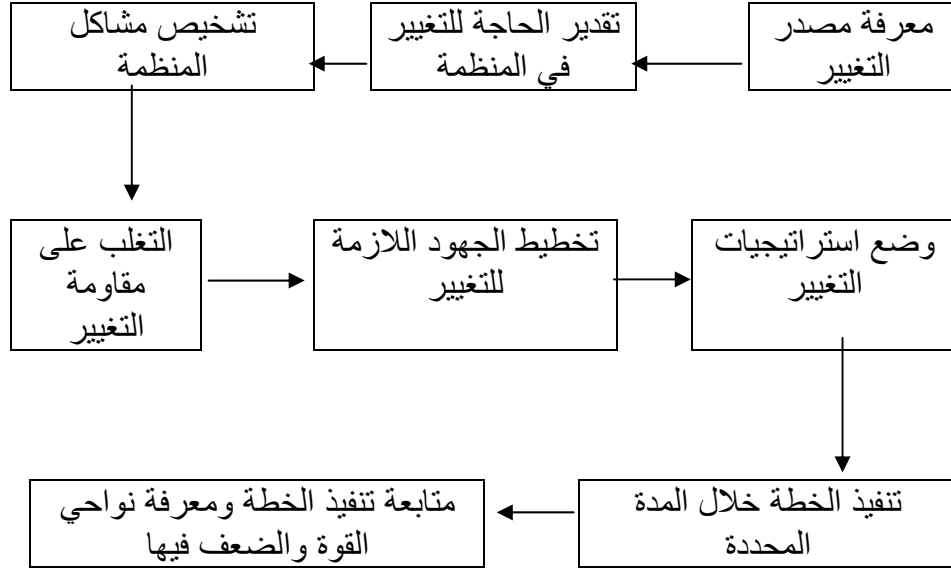 معرفة مصدر
التغيير
تقدير الحاجة للتغيير
في المنظمة
تشخيص مشاكل
المنظمة
التغلب على
مقاومة
التغيير
تخطيط الجهود اللازمة
للتغيير
وضع استراتيجيات
التغيير
تنفيذ الخطة خلال المدة
المحددة
متابعة تنفيذ الخطة ومعرفة نواحي
القوة والضعف فيها